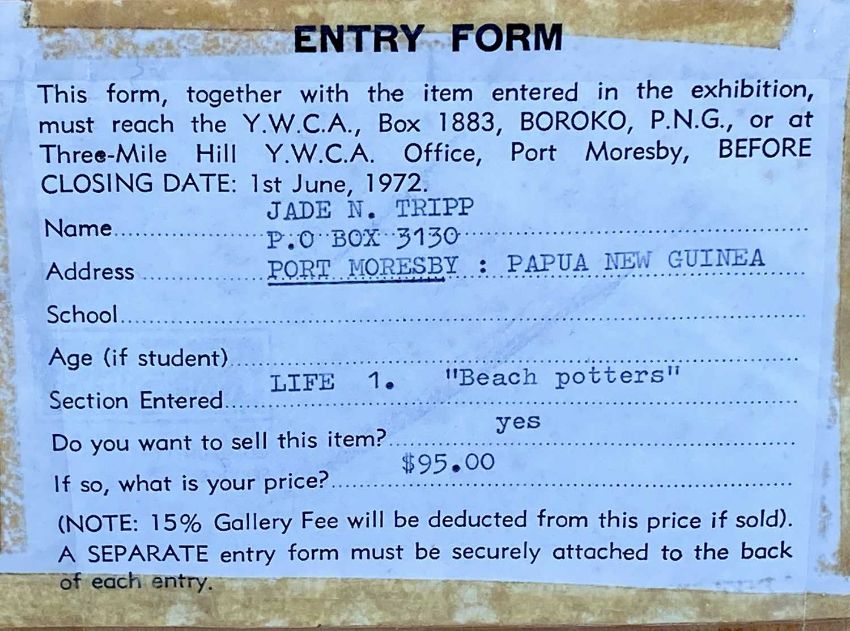 ENTRY FORM
This form, together with the item entered in the exhibition,
must reach the Y.W.C.A., Box 1883, BOROKO, P.N.G., or at
Three-Mile Hill Y.W.C.A. Office, Port Moresby, BEFORE
CLOSING DATE: 1st June, 1972.
JADE N. TRIPP
Name
P.O BOX 3130
Address PORT MORESBY : PAPUA NEW GUINEA
School
Age (if student)
LIFE 1. "Beach potters"
Section Entered
yes
Do you want to sell this item?
$95.00
If so, what is your price?
(NOTE: 15% Gallery Fee will be deducted from this price if sold).
A SEPARATE entry form must be securely attached to the back
of each entry.